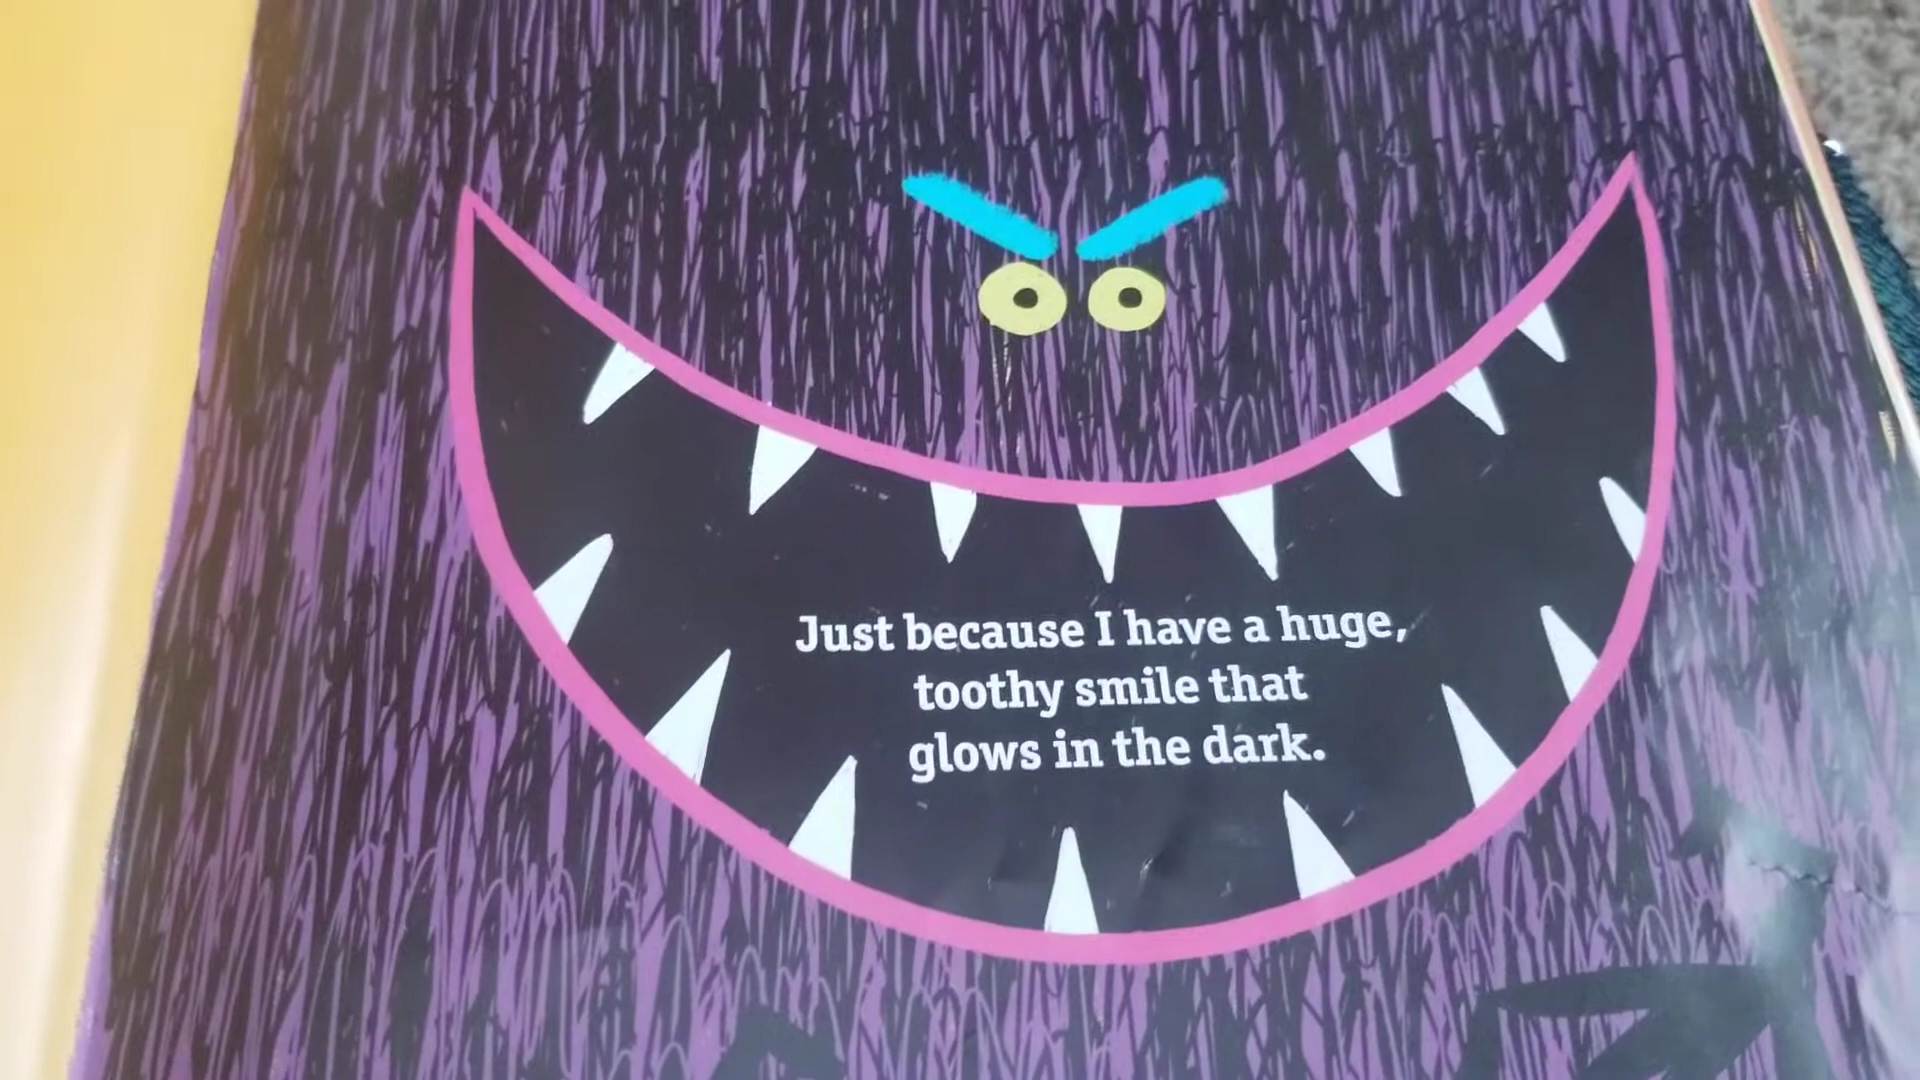 Just because I have a huge,
toothy smile that
glows in the dark.